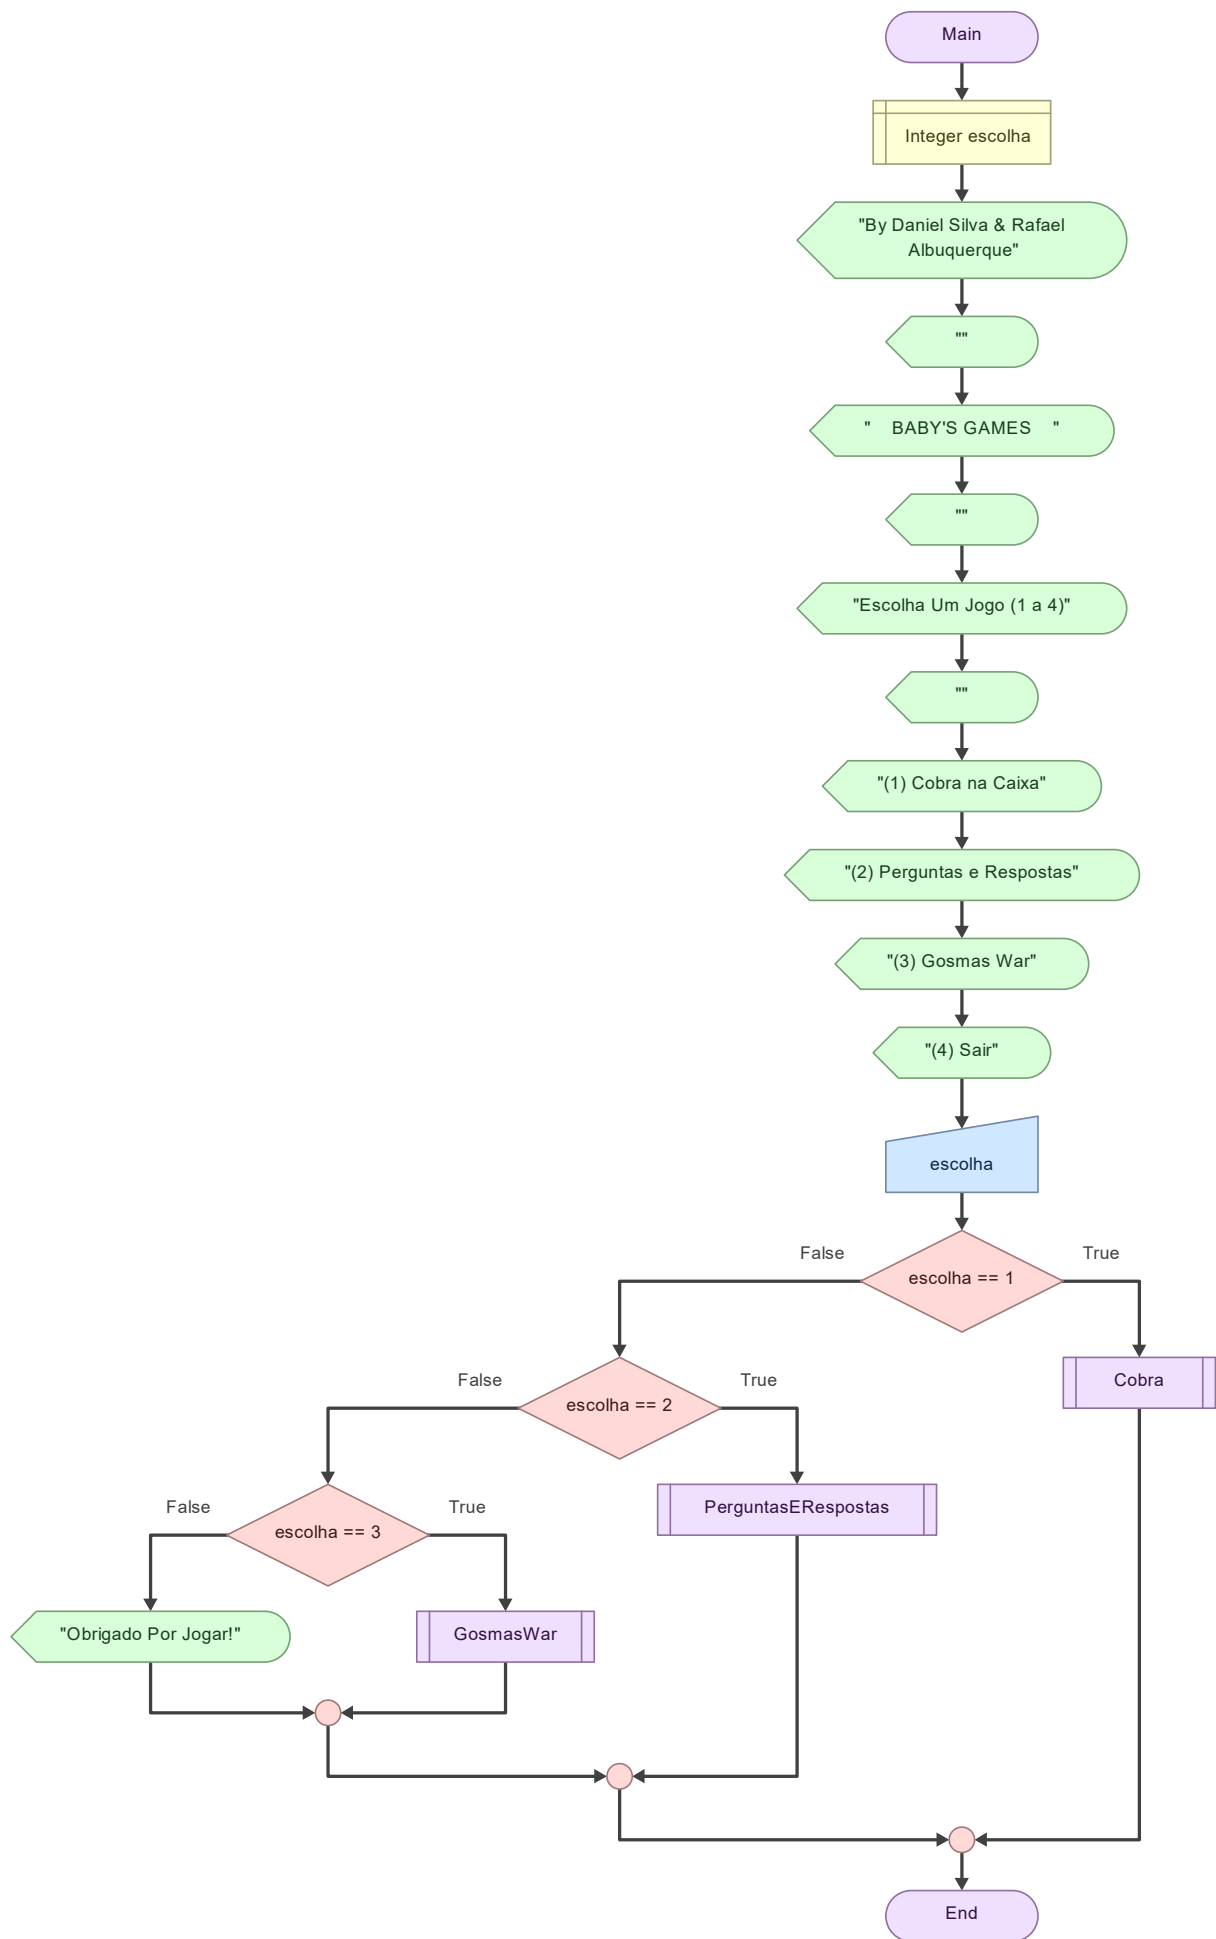 Main
Integer escolha
"By Daniel Silva & Rafael
Albuquerque"
""
"    BABY'S GAMES    "
""
"Escolha Um Jogo (1 a 4)"
""
"(1) Cobra na Caixa"
"(2) Perguntas e Respostas"
"(3) Gosmas War"
"(4) Sair"
escolha
False
True
escolha == 1
False
True
Cobra
escolha == 2
False
True
PerguntasERespostas
escolha == 3
"Obrigado Por Jogar!"
GosmasWar
End